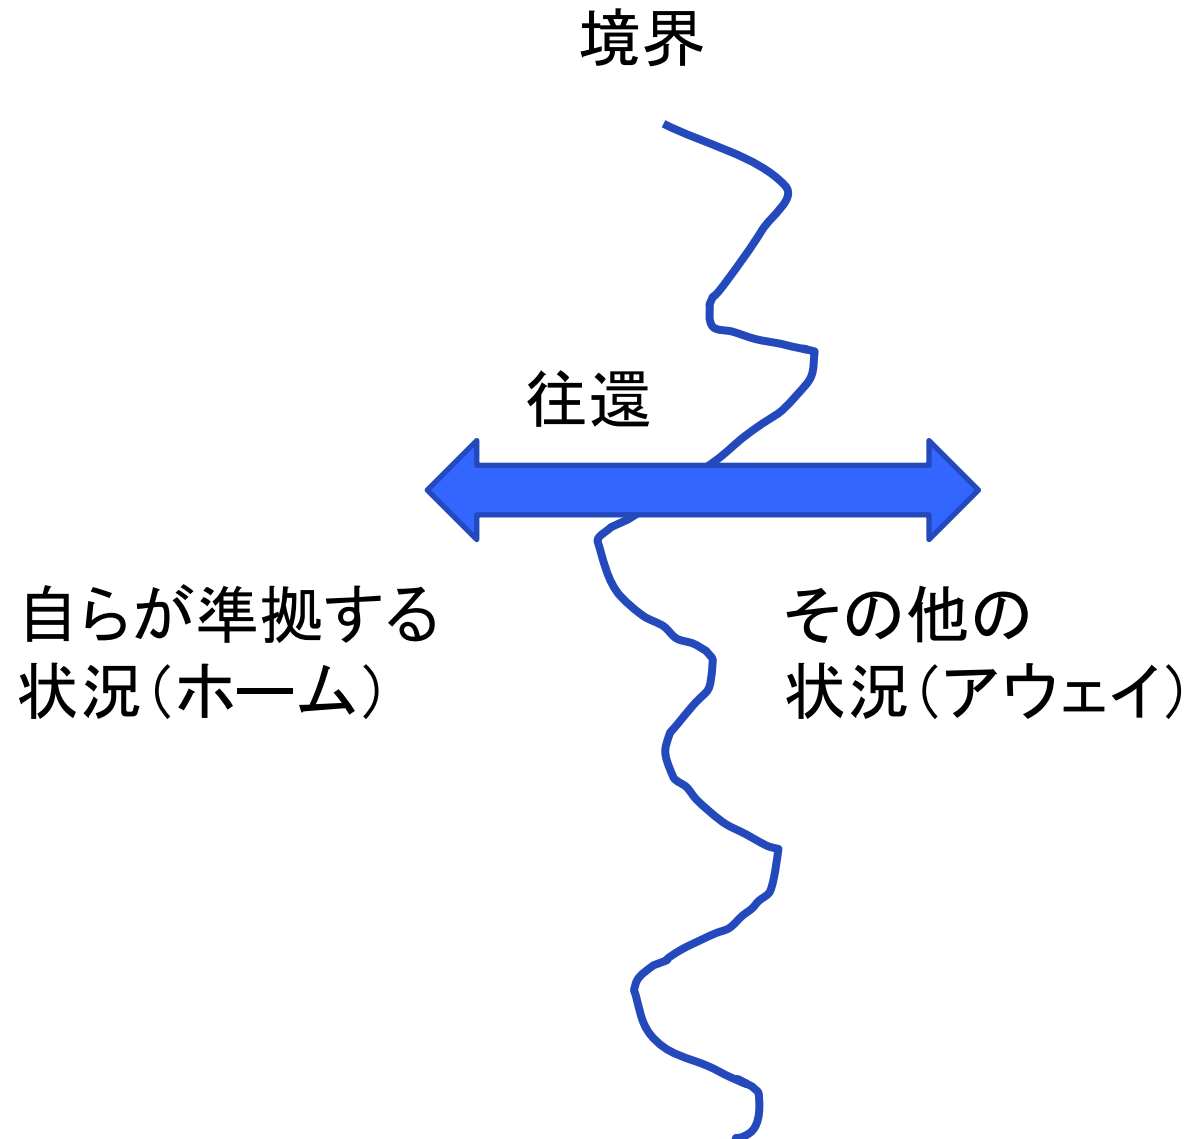 境界
往還
自らが準拠する
状況（ホーム）
その他の
状況（アウェイ）